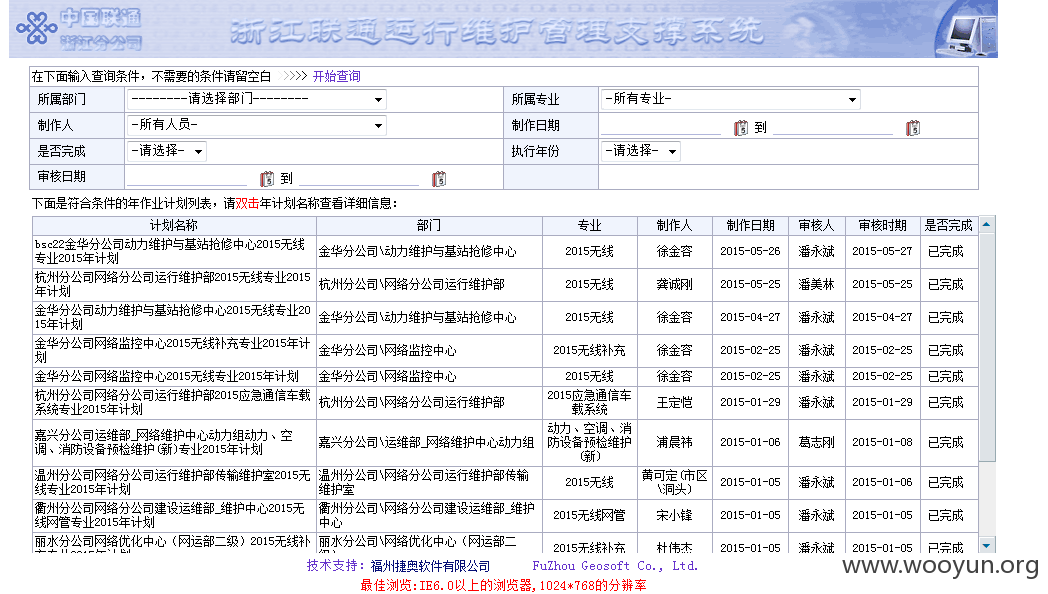 中国联通
浙江分公司
浙江联通运行维护管理支撑系统
在下面输入查询条件，不需要的条件请留空白 >>>> 开始查询
所属部门 --------请选择部门-------- 所属专业 -所有专业-
制作人 -所有人员- 制作日期 到
是否完成 -请选择- 执行年份 -请选择-
审核日期 到
下面是符合条件的年作业计划列表，请双击年计划名称查看详细信息：
计划名称 部门 专业 制作人 制作日期 审核人 审核时期 是否完成
bsc22金华分公司动力维护与基站抢修中心2015无线
专业2015年计划 金华分公司\动力维护与基站抢修中心 2015无线 徐金容 2015-05-26 潘永斌 2015-05-27 已完成
杭州分公司网络分公司运行维护部2015无线专业2015
年计划 杭州分公司\网络分公司运行维护部 2015无线 龚诚刚 2015-05-25 潘美林 2015-05-25 已完成
金华分公司动力维护与基站抢修中心2015无线专业20
15年计划 金华分公司\动力维护与基站抢修中心 2015无线 徐金容 2015-04-27 潘永斌 2015-04-27 已完成
金华分公司网络监控中心2015无线补充专业2015年计
划 金华分公司\网络监控中心 2015无线补充 徐金容 2015-02-25 潘永斌 2015-02-25 已完成
金华分公司网络监控中心2015无线专业2015年计划 金华分公司\网络监控中心 2015无线 徐金容 2015-02-25 潘永斌 2015-02-25 已完成
杭州分公司网络分公司运行维护部2015应急通信车载
系统专业2015年计划 杭州分公司\网络分公司运行维护部 2015应急通信车
载系统 王定恺 2015-01-29 潘永斌 2015-01-29 已完成
嘉兴分公司运维部_网络维护中心动力组动力、空
调、消防设备预检维护(新)专业2015年计划 嘉兴分公司\运维部_网络维护中心动力组 动力、空调、消
防设备预检维护
(新) 浦晨祎 2015-01-06 葛志刚 2015-01-08 已完成
温州分公司网络分公司运行维护部传输维护室2015无
线专业2015年计划 温州分公司\网络分公司运行维护部传输
维护室 2015无线 黄可定(市区
\洞头) 2015-01-05 潘永斌 2015-01-06 已完成
衢州分公司网络分公司建设运维部_维护中心2015无
线网管专业2015年计划 衢州分公司\网络分公司建设运维部_维护
中心 2015无线网管 宋小锋 2015-01-05 潘永斌 2015-01-05 已完成
丽水分公司网络优化中心（网运部二级）2015无线补
充专业2015年计划 丽水分公司\网络优化中心（网运部二
级） 2015无线补充 杜伟杰 2015-01-05 潘永斌 2015-01-05 已完成
技术支持：福州捷奥软件有限公司 FuZhou Geosoft Co., Ltd.
最佳浏览:IE6.0以上的浏览器,1024*768的分辨率
www.wooyun.org